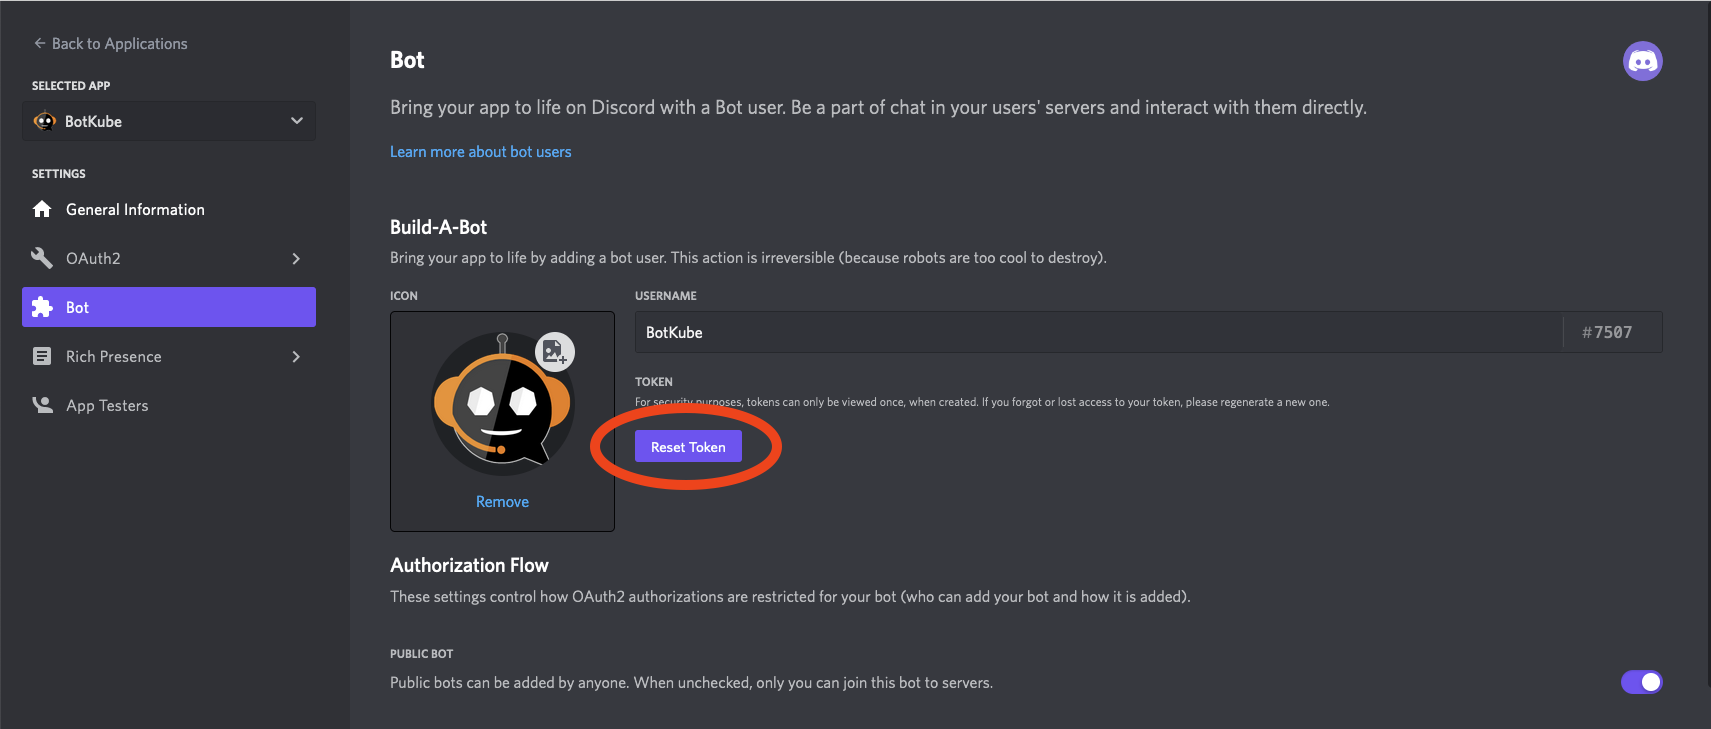 Back to Applications
SELECTED APP
BotKube
SETTINGS
General Information
OAuth2
Bot
Rich Presence
App Testers
Bot
Bring your app to life on Discord with a Bot user. Be a part of chat in your users' servers and interact with them directly.
Learn more about bot users
Build-A-Bot
Bring your app to life by adding a bot user. This action is irreversible (because robots are too cool to destroy).
ICON
Remove
USERNAME
BotKube
#7507
TOKEN
For security purposes, tokens can only be viewed once, when created. If you forgot or lost access to your token, please regenerate a new one.
Reset Token
Authorization Flow
These settings control how OAuth2 authorizations are restricted for your bot (who can add your bot and how it is added).
PUBLIC BOT
Public bots can be added by anyone. When unchecked, only you can join this bot to servers.